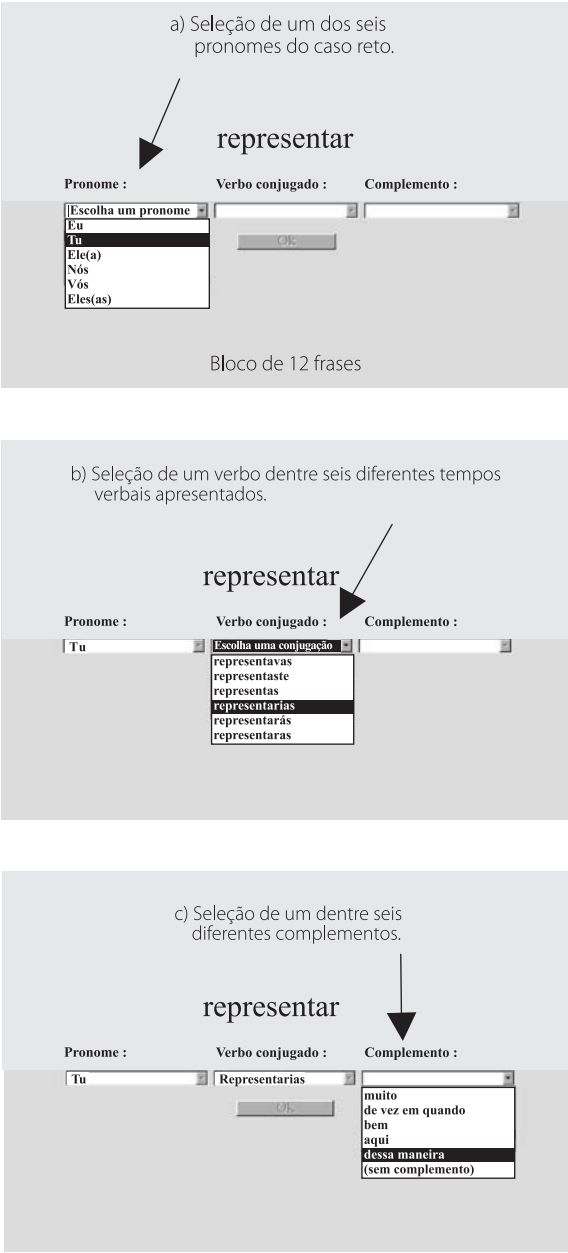 a) Seleção de um dos seis
pronomes do caso reto.
representar
Pronome :
Verbo conjugado :
Complemento :
Escolha um pronome
Ok
Eu
Tu
Ele(a)
Nós
Vós
Eles(as)
Bloco de 12 frases
b) Seleção de um verbo dentre seis diferentes tempos
verbais apresentados.
representar
Pronome :
Verbo conjugado :
Complemento :
Tu
Escolha uma conjugação
representavas
representaste
representas
representarias
representarás
representaras
c) Seleção de um dentre seis
diferentes complementos.
representar
Pronome :
Verbo conjugado :
Complemento :
Tu
Representarias
Ok
muito
de vez em quando
bem
aqui
dessa maneira
(sem complemento)